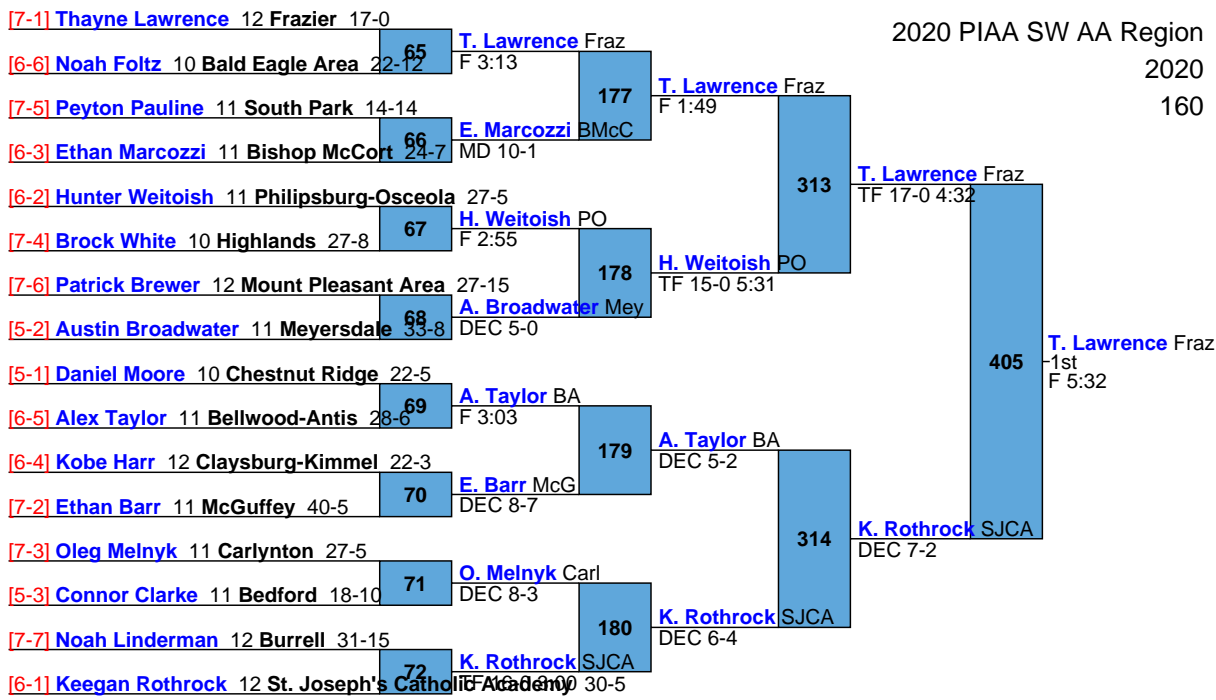 2020 PIAA SW AA Region
2020
160
[7-1] Thayne Lawrence 12 Frazier 17-0
[6-6] Noah Foltz 10 Bald Eagle Area 22-12
[7-5] Peyton Pauline 11 South Park 14-14
[6-3] Ethan Marcozzi 11 Bishop McCort 24-7
[6-2] Hunter Weitoish 11 Philipsburg-Osceola 27-5
[7-4] Brock White 10 Highlands 27-8
[7-6] Patrick Brewer 12 Mount Pleasant Area 27-15
[5-2] Austin Broadwater 11 Meyersdale 33-8
[5-1] Daniel Moore 10 Chestnut Ridge 22-5
[6-5] Alex Taylor 11 Bellwood-Antis 28-6
[6-4] Kobe Harr 12 Claysburg-Kimmel 22-3
[7-2] Ethan Barr 11 McGuffey 40-5
[7-3] Oleg Melnyk 11 Carlynton 27-5
[5-3] Connor Clarke 11 Bedford 18-10
[7-7] Noah Linderman 12 Burrell 31-15
[6-1] Keegan Rothrock 12 St. Joseph's Catholic Academy 30-5
65
66
67
68
69
70
71
72
T. Lawrence Fraz
F 3:13
E. Marcozzi BMcC
MD 10-1
H. Weitoish PO
F 2:55
A. Broadwater Mey
DEC 5-0
A. Taylor BA
F 3:03
E. Barr McG
DEC 8-7
O. Melnyk Carl
DEC 8-3
K. Rothrock SJCA
177
178
179
180
T. Lawrence Fraz
F 1:49
H. Weitoish PO
TF 15-0 5:31
A. Taylor BA
DEC 5-2
K. Rothrock SJCA
DEC 6-4
313
314
T. Lawrence Fraz
TF 17-0 4:32
K. Rothrock SJCA
DEC 7-2
405
T. Lawrence Fraz
1st
F 5:32